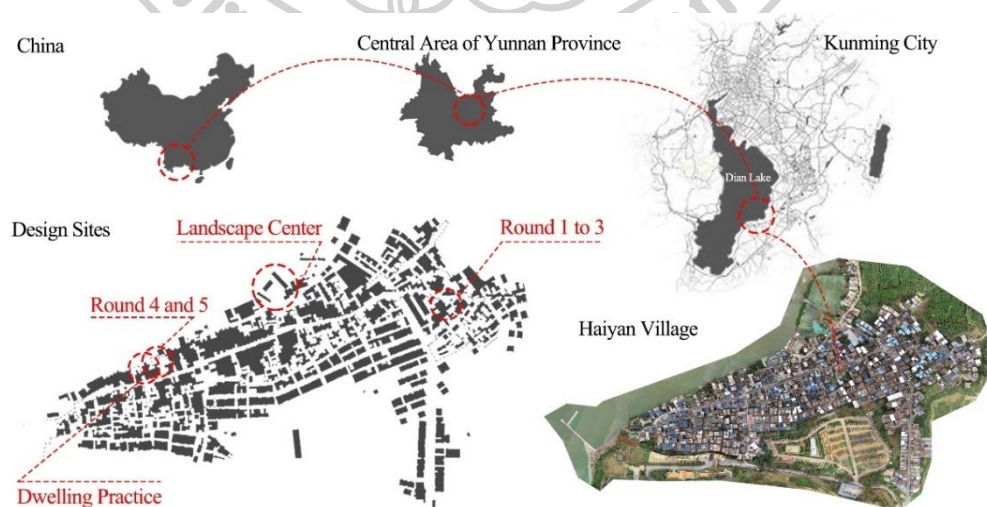 China
Central Area of Yunnan Province
Kunming City
Dian Lake
Design Sites
Landscape Center
Round 1 to 3
Round 4 and 5
Haiyan Village
Dwelling Practice